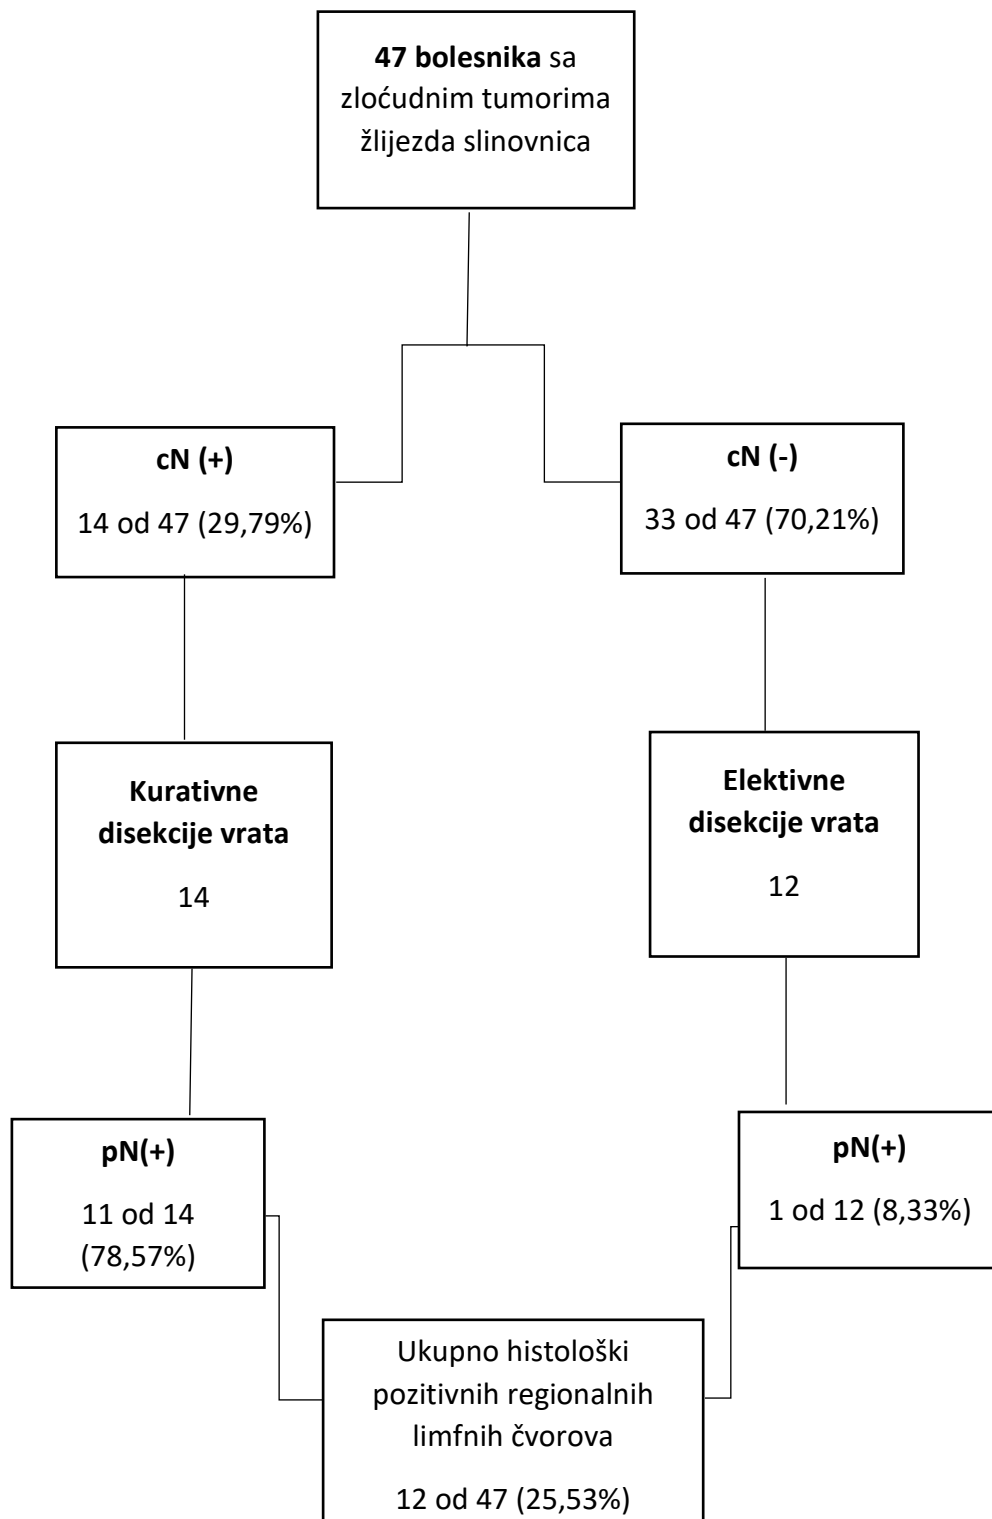 47 bolesnika sa
zloćudnim tumorima
žlijezda slinovnica
cN (+)
14 od 47 (29,79%)
cN (-)
33 od 47 (70,21%)
Kurativne
disekcije vrata
14
Elektivne
disekcije vrata
12
pN(+)
11 od 14
(78,57%)
pN(+)
1 od 12 (8,33%)
Ukupno histološki
pozitivnih regionalnih
limfnih čvorova
12 od 47 (25,53%)